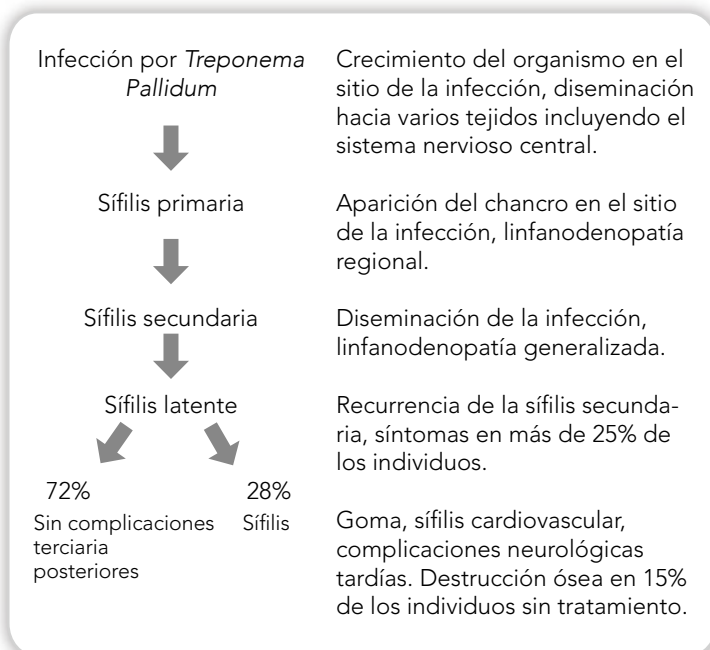 Infección por Treponema
Pallidum
Crecimiento del organismo en el
sitio de la infección, diseminación
hacia varios tejidos incluyendo el
sistema nervioso central.
Sífilis primaria
Aparición del chancro en el sitio
de la infección, linfanodenopatía
regional.
Sífilis secundaria
Diseminación de la infección,
linfanodenopatía generalizada.
Sífilis latente
Recurrencia de la sífilis secunda-
ria, síntomas en más de 25% de
los individuos.
72%
Sin complicaciones
terciaria
posteriores
28%
Sífilis
Goma, sífilis cardiovascular,
complicaciones neurológicas
tardías. Destrucción ósea en 15%
de los individuos sin tratamiento.